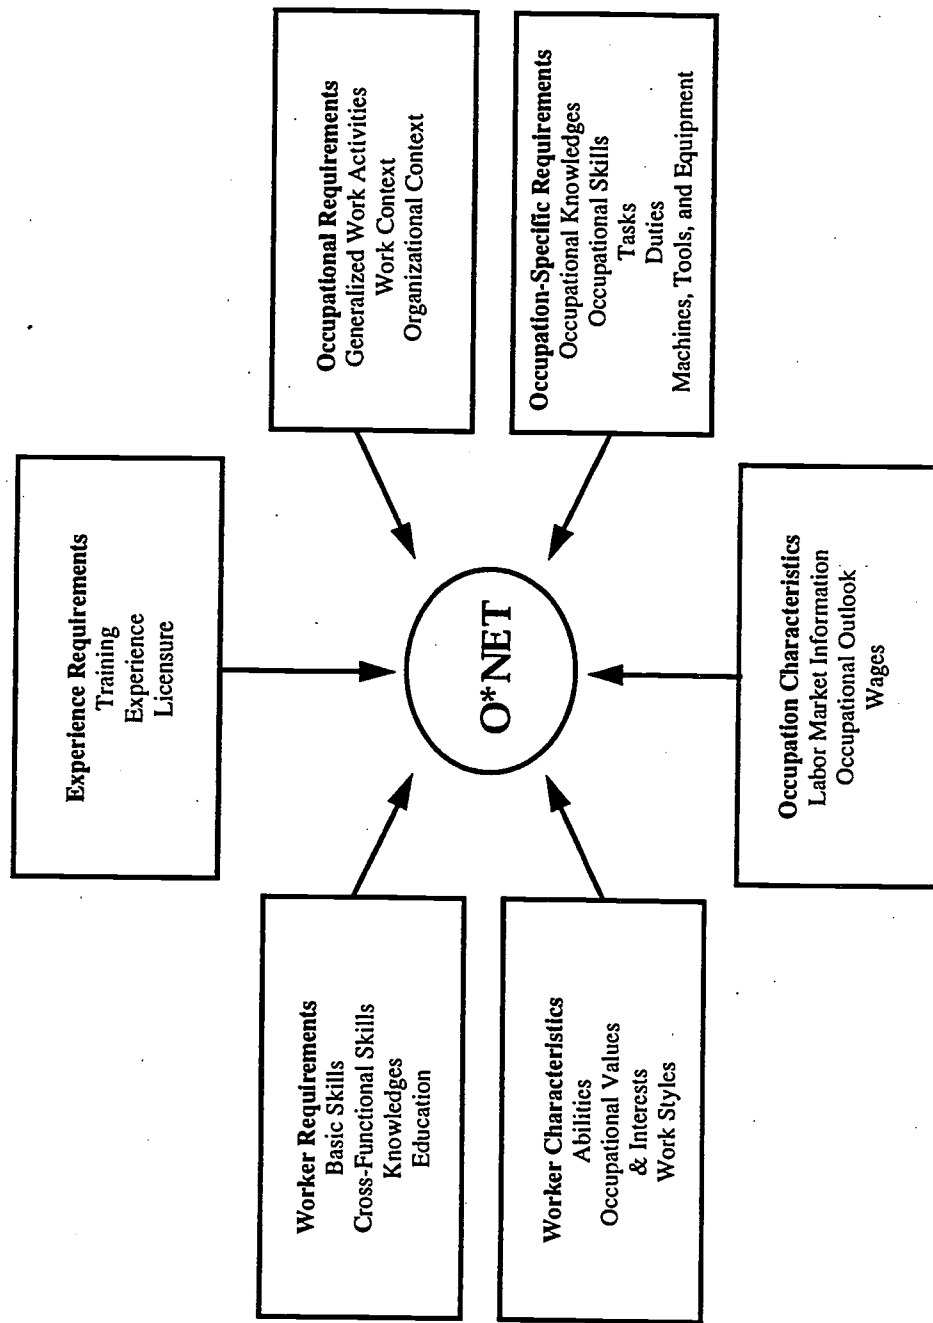 Experience Requirements
Training
Experience
Licensure
Worker Requirements
Basic Skills
Cross-Functional Skills
Knowledges
Education
Occupational Requirements
Generalized Work Activities
Work Context
Organizational Context
O*NET
Worker Characteristics
Abilities
Occupational Values
& Interests
Work Styles
Occupation-Specific Requirements
Occupational Knowledges
Occupational Skills
Tasks
Duties
Machines, Tools, and Equipment
Occupation Characteristics
Labor Market Information
Occupational Outlook
Wages